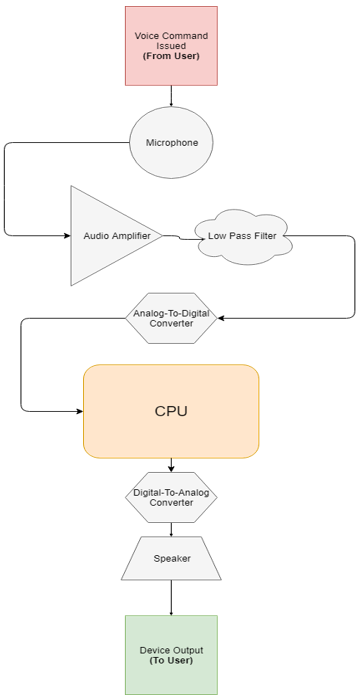 Voice Command
Issued
(From User)
Microphone
Audio Amplifier
Low Pass Filter
Analog-To-Digital
Converter
CPU
Digital-To-Analog
Converter
Speaker
Device Output
(To User)